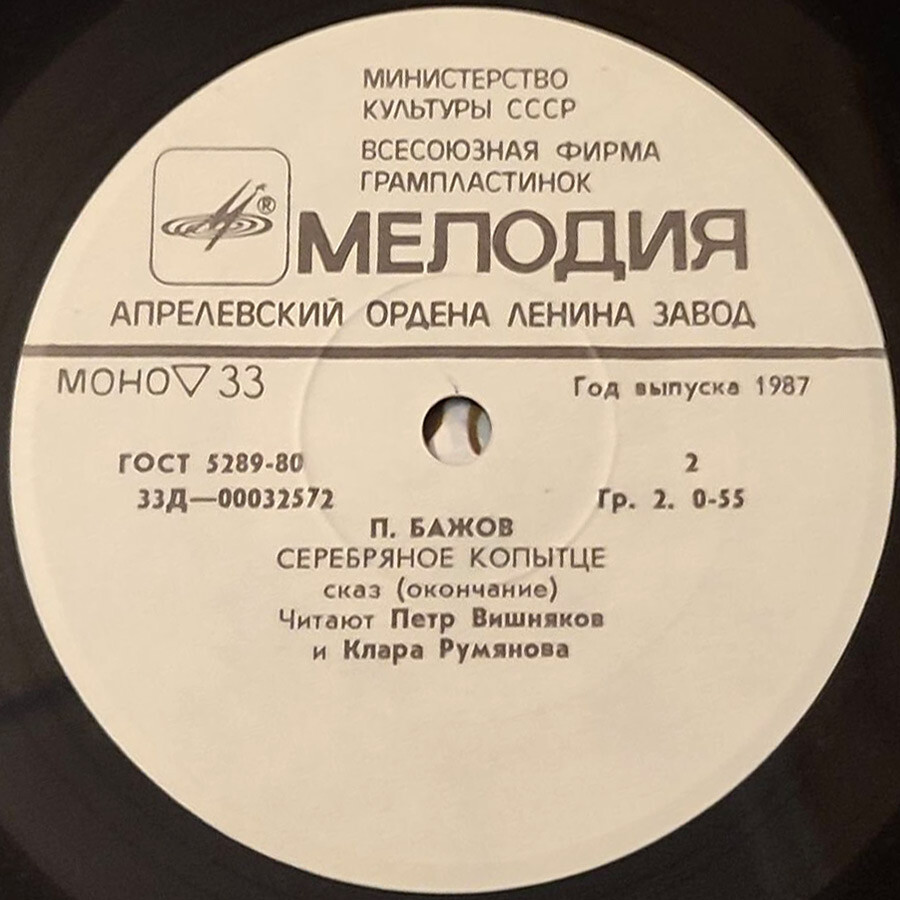 МИНИСТЕРСТВО
КУЛЬТУРЫ СССР
ВСЕСОЮЗНАЯ ФИРМА
ГРАМПЛАСТИНОК
®
МЕЛОДИЯ
АПРЕЛЕВСКИЙ ОРДЕНА ЛЕНИНА ЗАВОД
МОНО▽33
Год выпуска 1987
ГОСТ 5289-80
2
33Д—00032572
Гр. 2. 0-55
П. БАЖОВ
СЕРЕБРЯНОЕ КОПЫТЦЕ
сказ (окончание)
Читают Петр Вишняков
и Клара Румянова